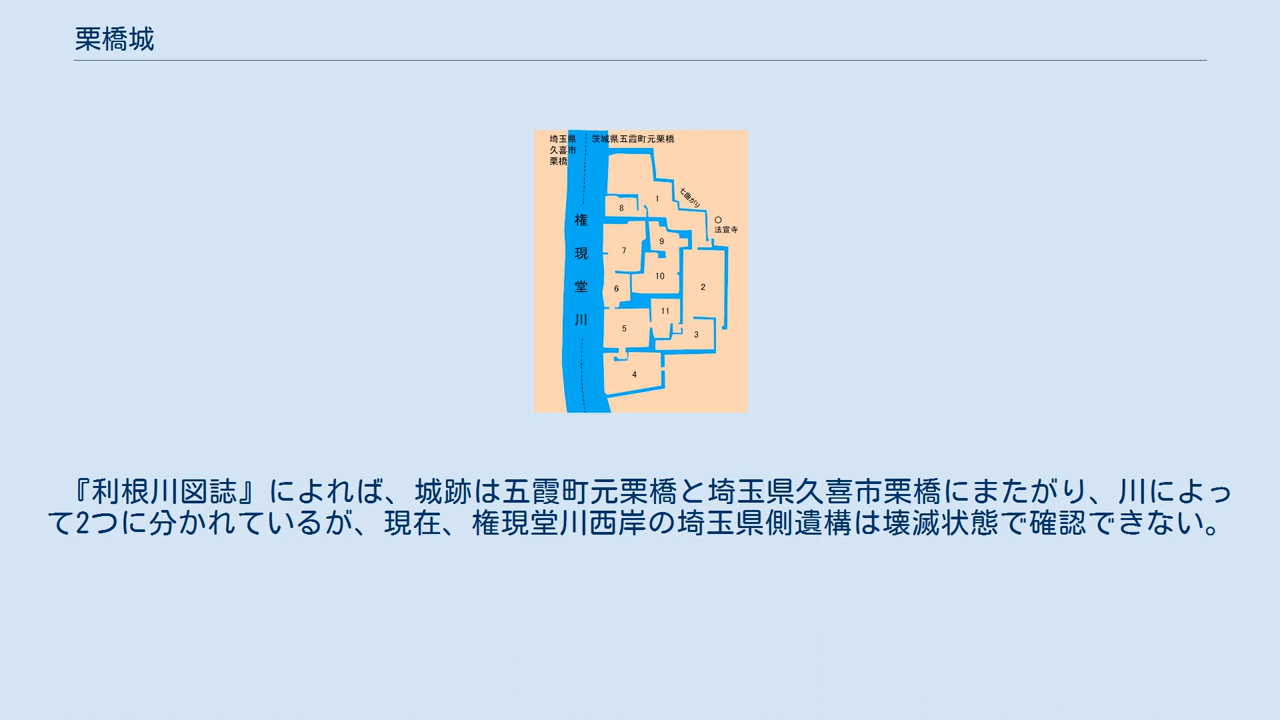 栗橋城
埼玉県
久喜市
栗橋
茨城県五霞町元栗橋
七曲がり
法宣寺
権
現
堂
川
1
8
9
7
10
6
2
11
5
3
4
『利根川図誌』によれば、城跡は五霞町元栗橋と埼玉県久喜市栗橋にまたがり、川によっ
て2つに分かれているが、現在、権現堂川西岸の埼玉県側遺構は壊滅状態で確認できない。